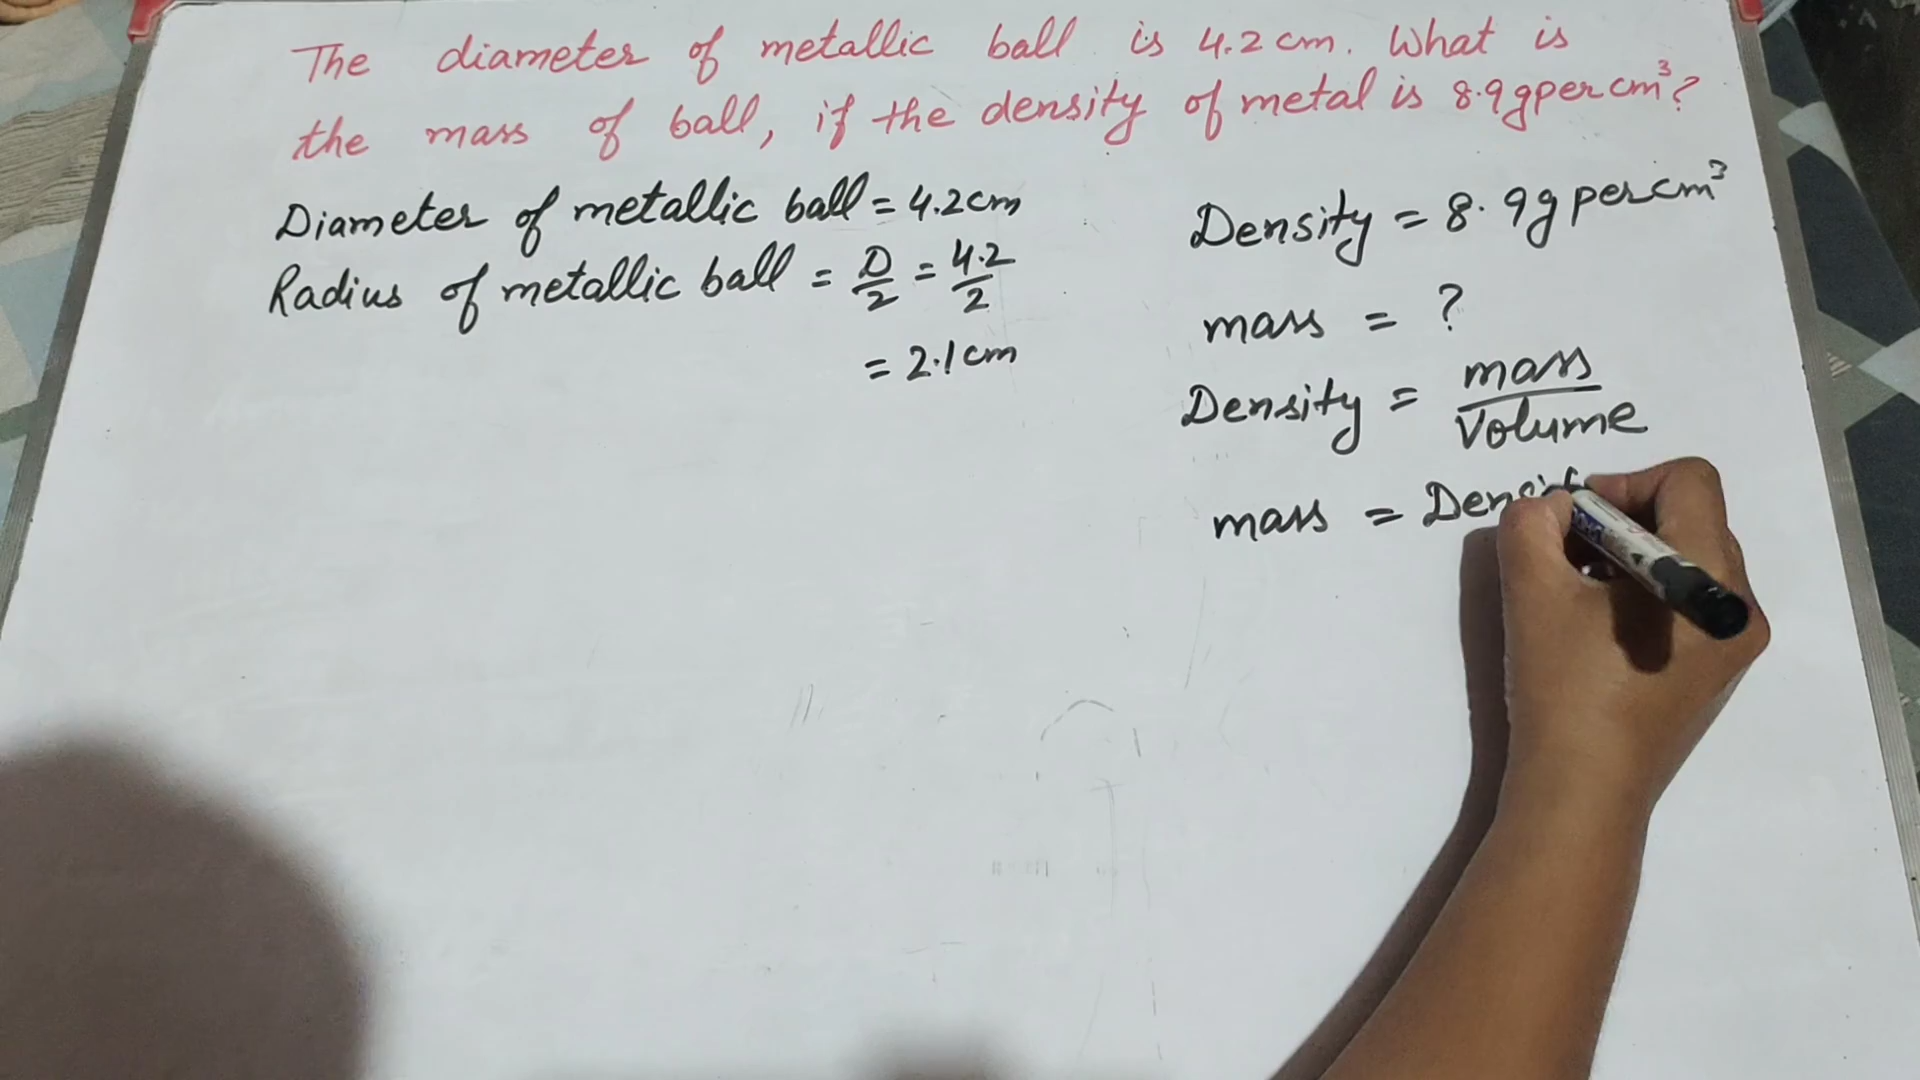 The diameter of metallic ball is 4.2 cm. What is
the mass of ball, if the density of metal is 8.9g per cm³?
Diameter of metallic ball = 4.2cm
Radius of metallic ball = D/2 = 4.2/2
= 2.1cm
Density = 8.9g per cm³
mass = ?
Density = mass/Volume
mass =